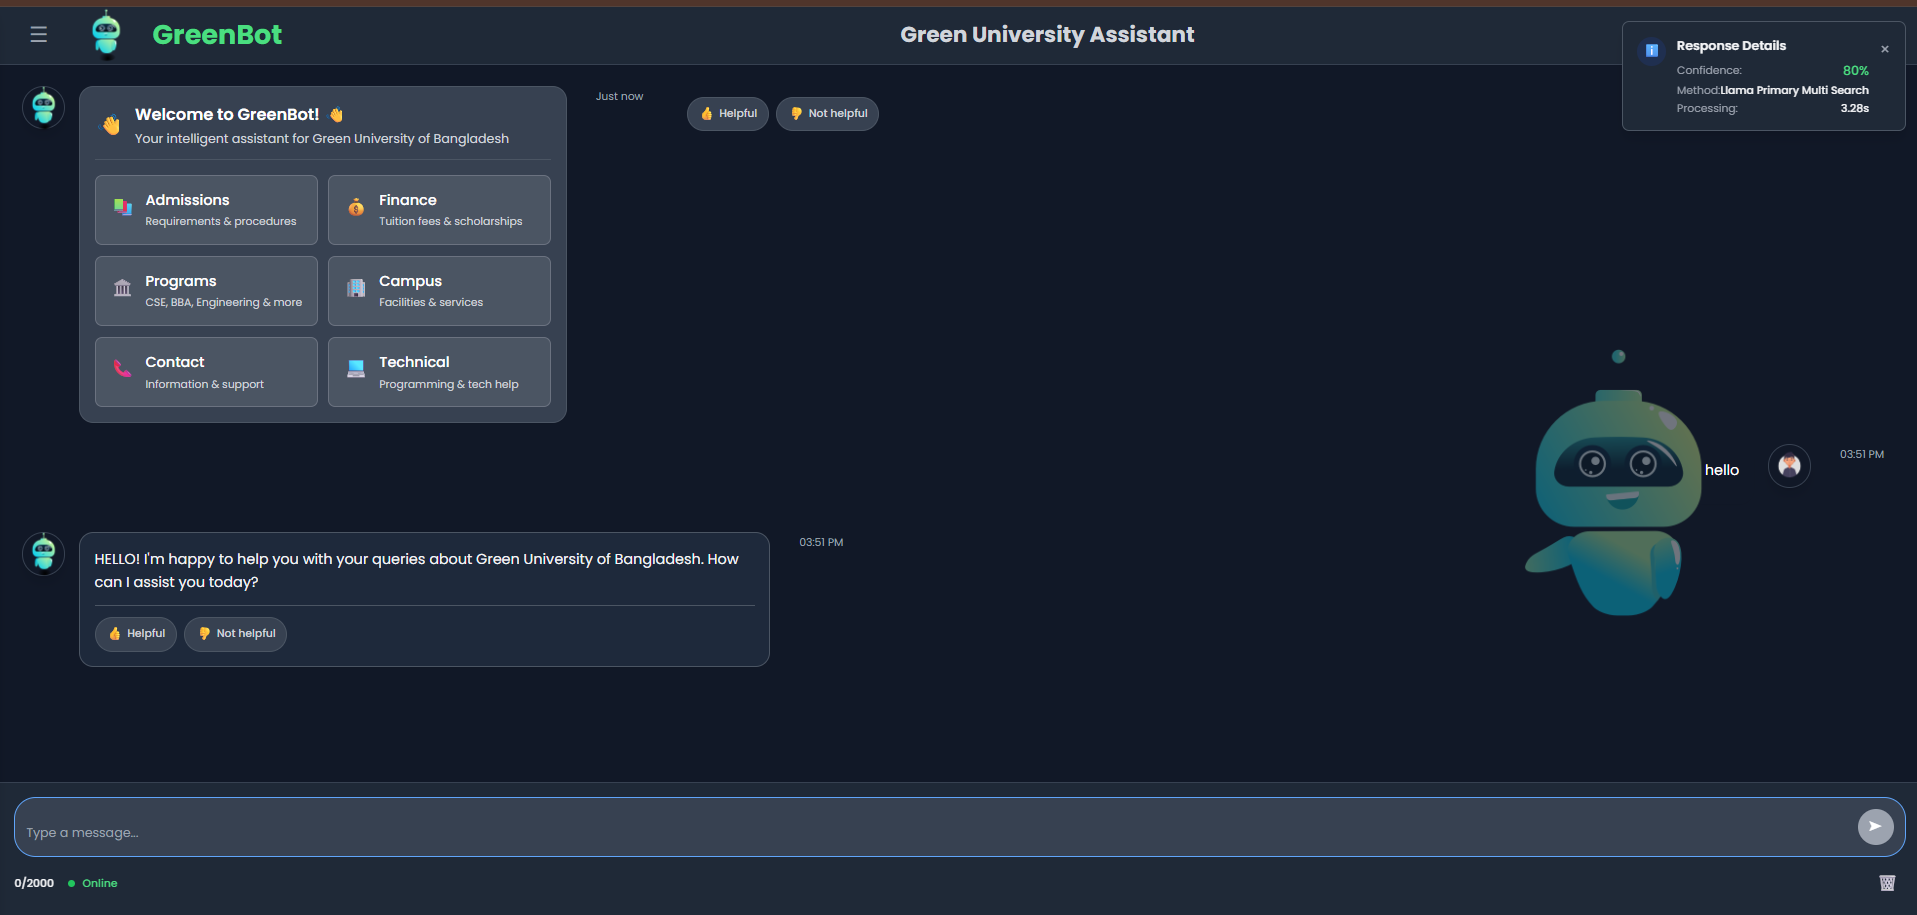 GreenBot
Green University Assistant
Response Details
Confidence: 80%
Method:Llama Primary Multi Search
Processing: 3.28s
Welcome to GreenBot! 👋
Your intelligent assistant for Green University of Bangladesh
Just now
👍 Helpful
👎 Not helpful
Admissions
Requirements & procedures
Finance
Tuition fees & scholarships
Programs
CSE, BBA, Engineering & more
Campus
Facilities & services
Contact
Information & support
Technical
Programming & tech help
hello
03:51 PM
HELLO! I'm happy to help you with your queries about Green University of Bangladesh. How
can I assist you today?
03:51 PM
👍 Helpful
👎 Not helpful
Type a message...
0/2000
Online